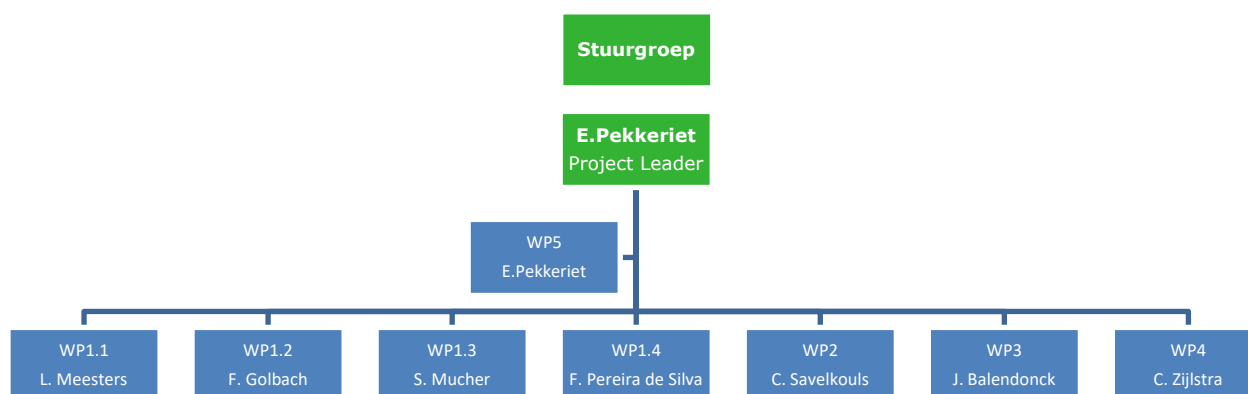 Stuurgroep
E.Pekkeriet
Project Leader
WP5
E.Pekkeriet
WP1.1
L. Meesters
WP1.2
F. Golbach
WP1.3
S. Mucher
WP1.4
F. Pereira de Silva
WP2
C. Savelkouls
WP3
J. Balendonck
WP4
C. Zijlstra